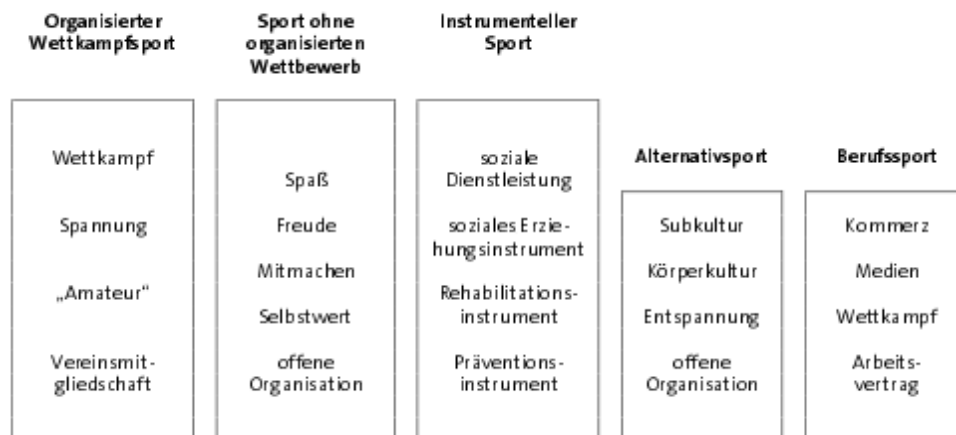 Organisierter
Wettkampfsport
Wettkampf
Spannung
„Amateur“
Vereinsmit-
gliedschaft
Sport ohne
organisierten
Wettbewerb
Spaß
Freude
Mitmachen
Selbstwert
offene
Organisation
Instrumenteller
Sport
soziale
Dienstleistung
soziales Erzie-
hungsinstrument
Rehabilitations-
instrument
Präventions-
instrument
Alternativsport
Subkultur
Körperkultur
Entspannung
offene
Organisation
Berufssport
Kommerz
Medien
Wettkampf
Arbeits-
vertrag